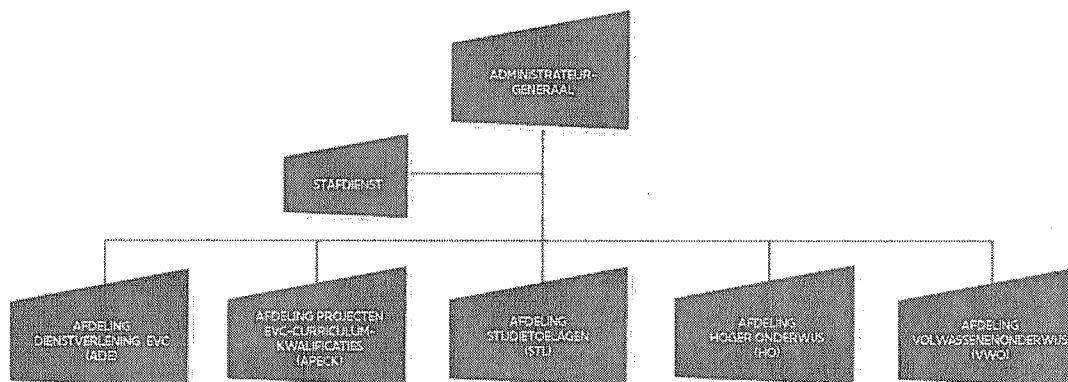 ADMINISTRATEUR-
GENERAAL
STAFDIENST
AFDELING
DIENSTVERLENING EVC
(ADE)
AFDELING PROJECTEN
EVC-CURRICULUM-
KWALIFICATIES
(APECK)
AFDELING
STUDIETOELAGEN
(STL)
AFDELING
HOGER ONDERWIJS
(HO)
AFDELING
VOLWASSENENONDERWIJS
(VWO)